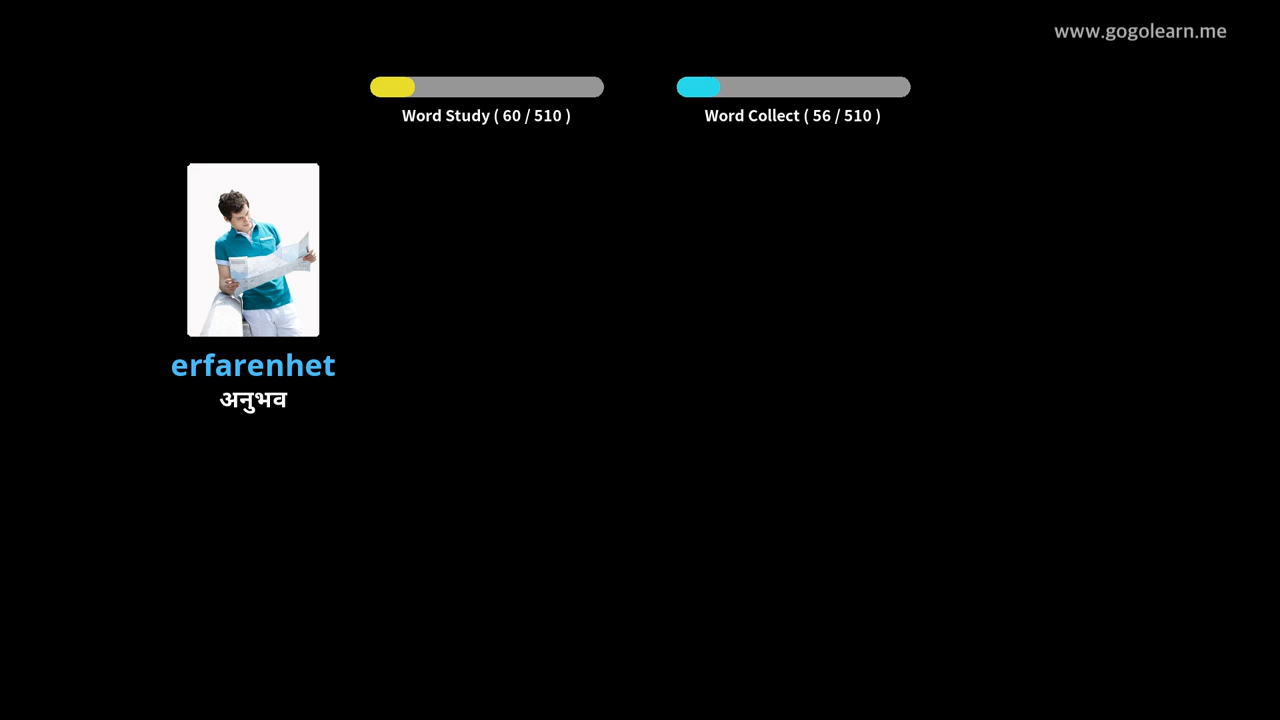 www.gogolearn.me
Word Study ( 60 / 510 )
Word Collect ( 56 / 510 )
erfarenhet
अनुभव